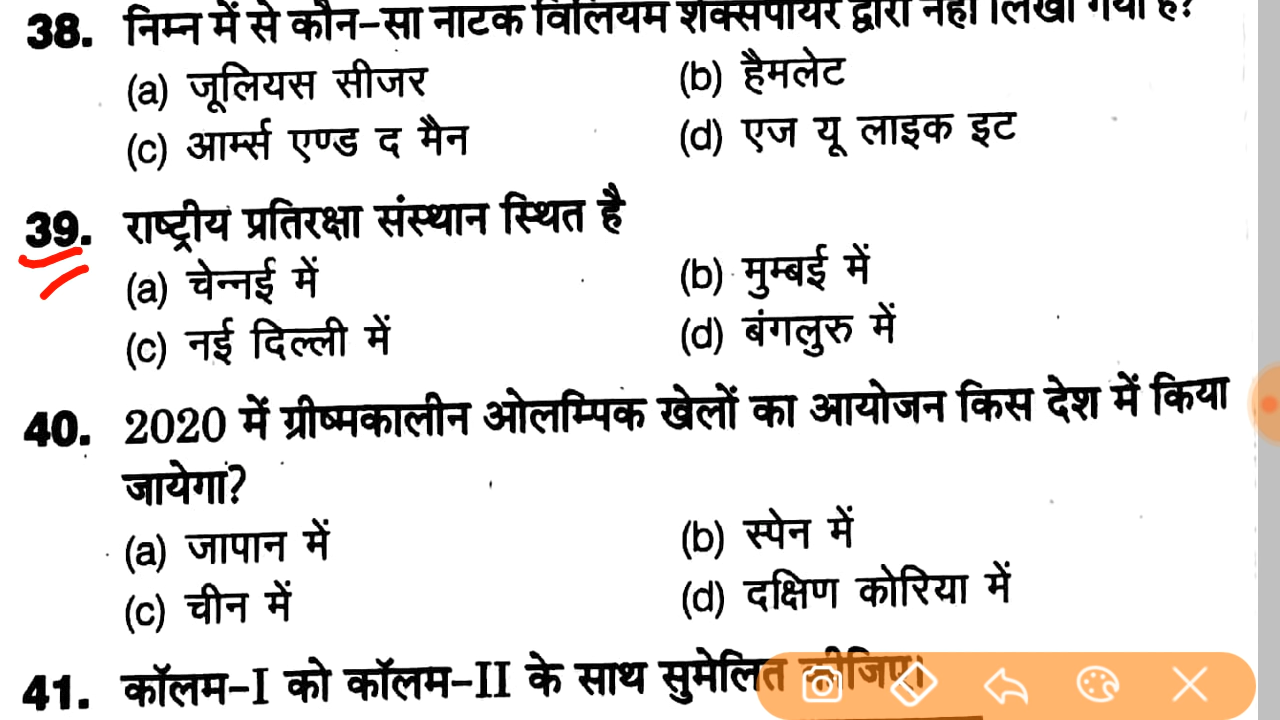 38. निम्न में से कौन-सा नाटक विलियम शेक्सपीयर द्वारा नहीं लिखा गया है?
(a) जूलियस सीजर (b) हैमलेट
(c) आर्म्स एण्ड द मैन (d) एज यू लाइक इट
39. राष्ट्रीय प्रतिरक्षा संस्थान स्थित है
(a) चेन्नई में (b) मुम्बई में
(c) नई दिल्ली में (d) बंगलुरु में
40. 2020 में ग्रीष्मकालीन ओलम्पिक खेलों का आयोजन किस देश में किया
जायेगा?
(a) जापान में (b) स्पेन में
(c) चीन में (d) दक्षिण कोरिया में
41. कॉलम-I को कॉलम-II के साथ सुमेलित कीजिए।